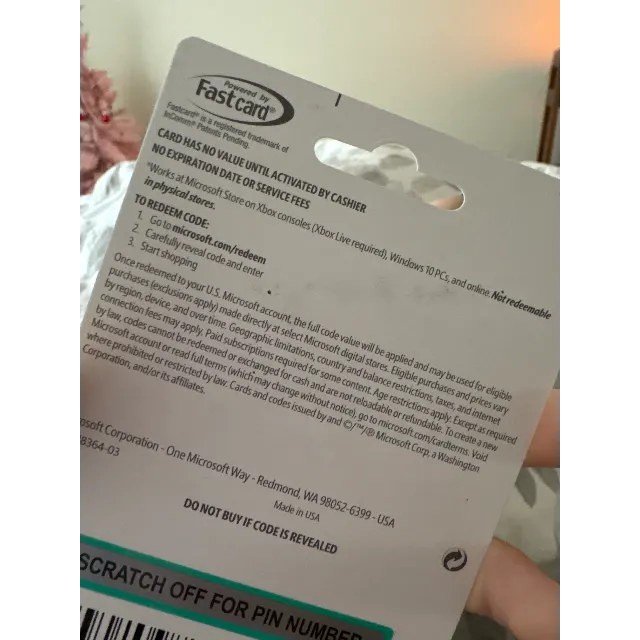 Powered by
Fastcard®
Fastcard® is a registered trademark of
InComm® Patents Pending.
CARD HAS NO VALUE UNTIL ACTIVATED BY CASHIER
NO EXPIRATION DATE OR SERVICE FEES
*Works at Microsoft Store on Xbox consoles (Xbox Live required), Windows 10 PCs, and online. Not redeemable
in physical stores.
TO REDEEM CODE:
1. Go to microsoft.com/redeem
2. Carefully reveal code and enter
3. Start shopping
Once redeemed to your U.S. Microsoft account, the full code value will be applied and may be used for eligible
purchases (exclusions apply) made directly at select Microsoft digital stores. Eligible purchases and prices vary
by region, device, and over time. Geographic limitations, country and balance restrictions, taxes, and internet
connection fees may apply. Paid subscriptions required for some content. Age restrictions apply. Except as required
by law, codes cannot be redeemed or exchanged for cash and are not reloadable or refundable. To create a new
Microsoft account or read full terms (which may change without notice), go to microsoft.com/cardterms. Void
where prohibited or restricted by law. Cards and codes issued by and ©/™/® Microsoft Corp, a Washington
Corporation, and/or its affiliates.
osoft Corporation - One Microsoft Way - Redmond, WA 98052-6399 - USA
8364-03
Made in USA
DO NOT BUY IF CODE IS REVEALED
SCRATCH OFF FOR PIN NUMBER